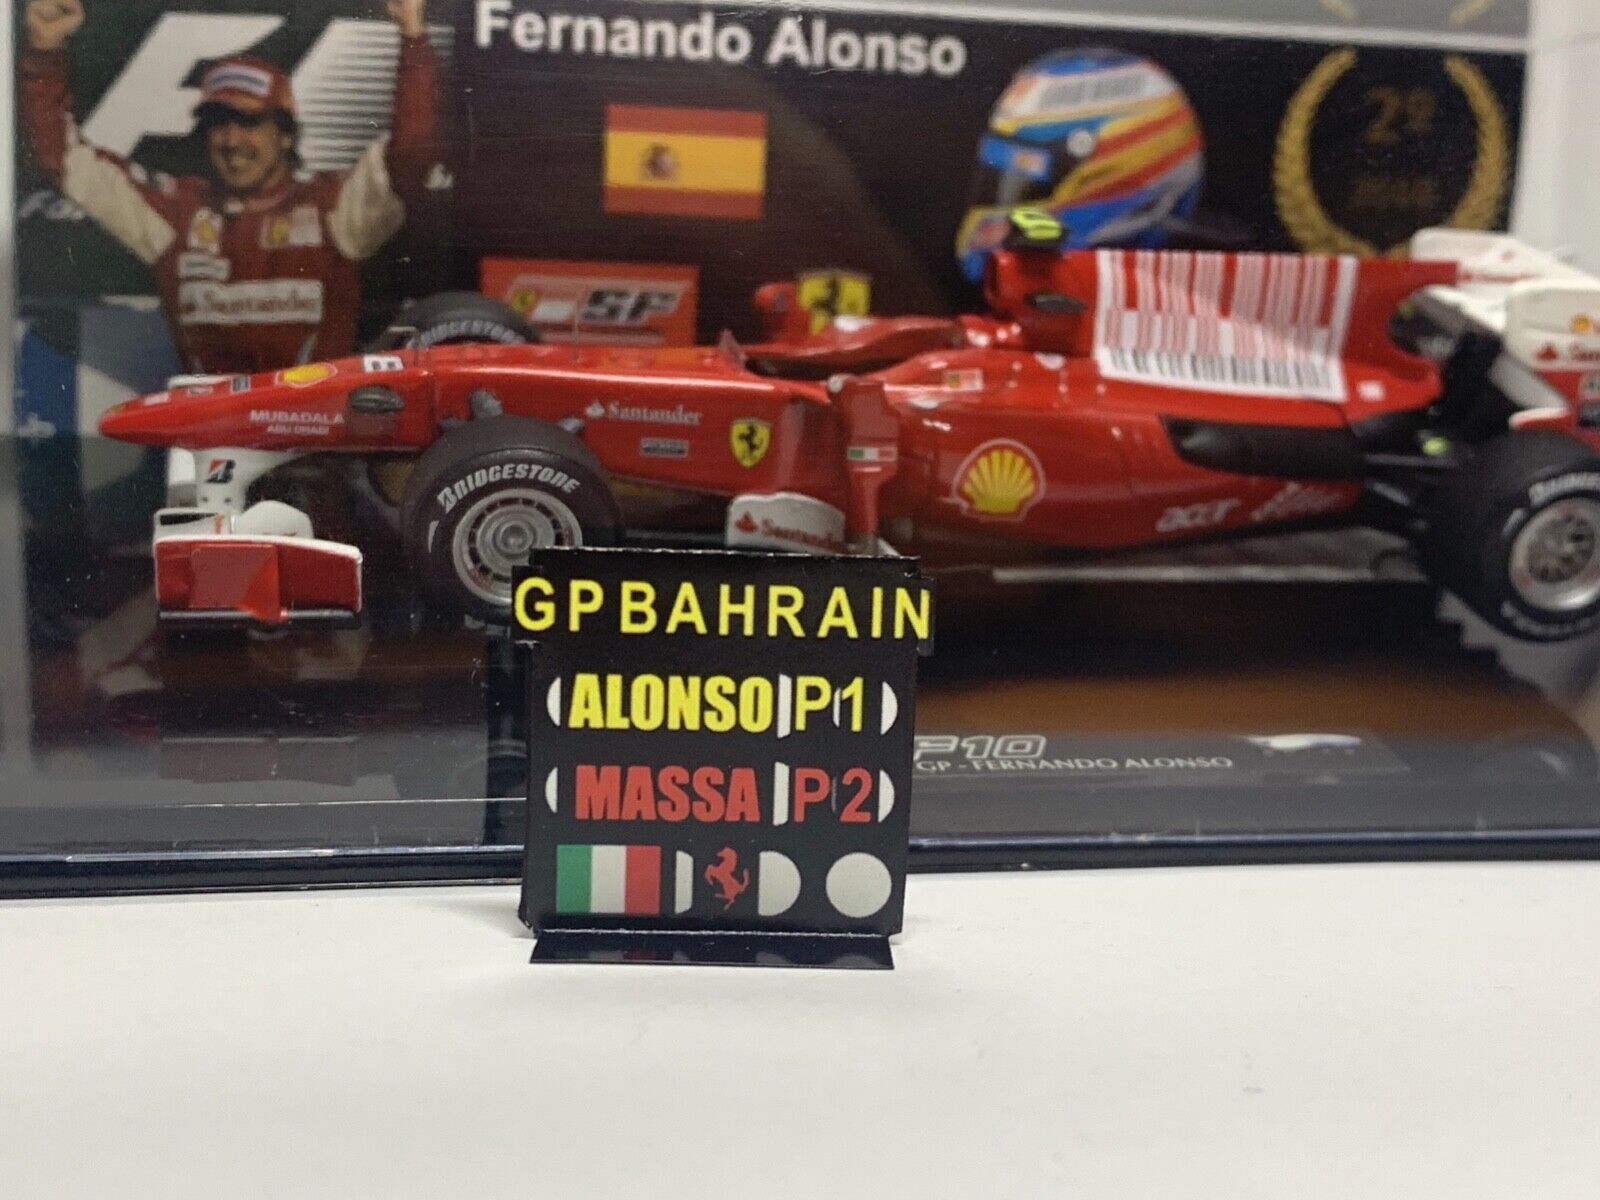 Fernando Alonso
Santander
SF
BRIDGESTONE
MUBADALA
ABU DHABI
Santander
BRIDGESTONE
Santander
acer
GP BAHRAIN
ALONSO P1
MASSA P2
F10
GP - FERNANDO ALONSO